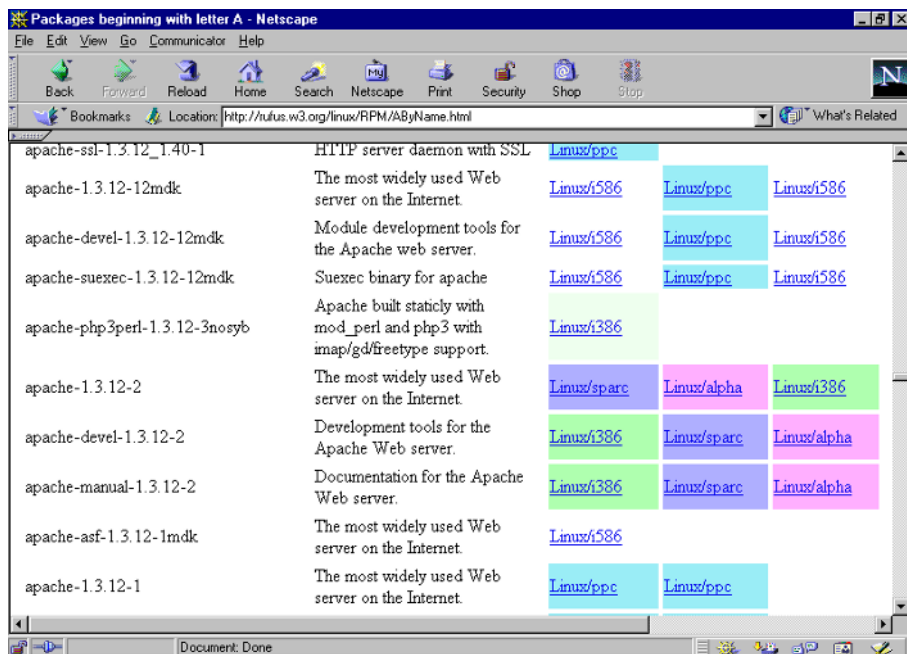 Packages beginning with letter A - Netscape
File Edit View Go Communicator Help
Back Forward Reload Home Search Netscape Print Security Shop Stop
My
N
Bookmarks Location: http://rufus.w3.org/linux/RPM/AByName.html What's Related
apache-ssl-1.3.12_1.40-1 HTTP server daemon with SSL Linux/ppc
apache-1.3.12-12mdk The most widely used Web Linux/i586 Linux/ppc Linux/i586
server on the Internet.
apache-devel-1.3.12-12mdk Module development tools for Linux/i586 Linux/ppc Linux/i586
the Apache web server.
apache-suexec-1.3.12-12mdk Suexec binary for apache Linux/i586 Linux/ppc Linux/i586
Apache built staticly with
apache-php3perl-1.3.12-3nosyb mod_perl and php3 with Linux/i386
imap/gd/freetype support.
apache-1.3.12-2 The most widely used Web Linux/sparc Linux/alpha Linux/i386
server on the Internet.
apache-devel-1.3.12-2 Development tools for the Linux/i386 Linux/sparc Linux/alpha
Apache Web server.
apache-manual-1.3.12-2 Documentation for the Apache Linux/i386 Linux/sparc Linux/alpha
Web server.
apache-asf-1.3.12-1mdk The most widely used Web Linux/i586
server on the Internet.
apache-1.3.12-1 The most widely used Web Linux/ppc Linux/ppc
server on the Internet.
Document: Done